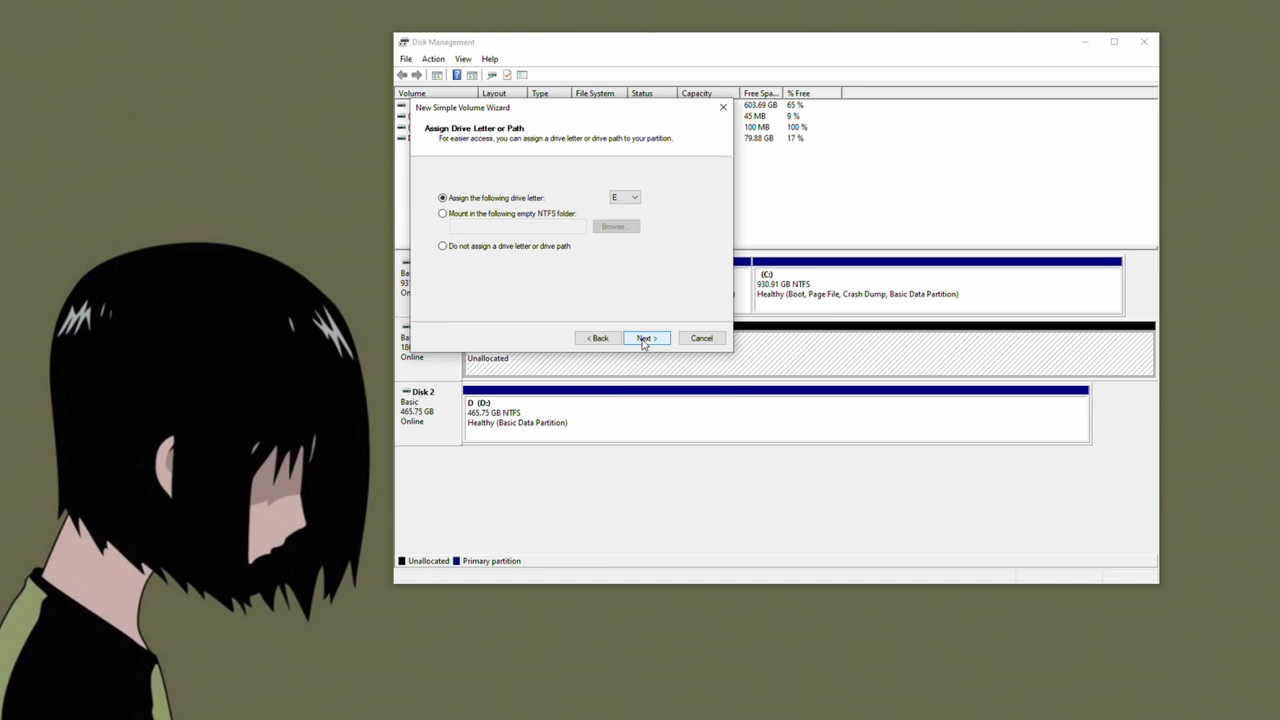 Disk Management
File Action View Help
Volume Layout Type File System Status Capacity Free Spa... % Free
603.69 GB 65 %
45 MB 9 %
100 MB 100 %
79.88 GB 17 %
New Simple Volume Wizard
Assign Drive Letter or Path
For easier access, you can assign a drive letter or drive path to your partition.
Assign the following drive letter: E
Mount in the following empty NTFS folder:
Browse...
Do not assign a drive letter or drive path
< Back Next > Cancel
(C:)
930.91 GB NTFS
Healthy (Boot, Page File, Crash Dump, Basic Data Partition)
Online
Unallocated
Disk 2
Basic
465.75 GB
Online
D (D:)
465.75 GB NTFS
Healthy (Basic Data Partition)
Unallocated Primary partition